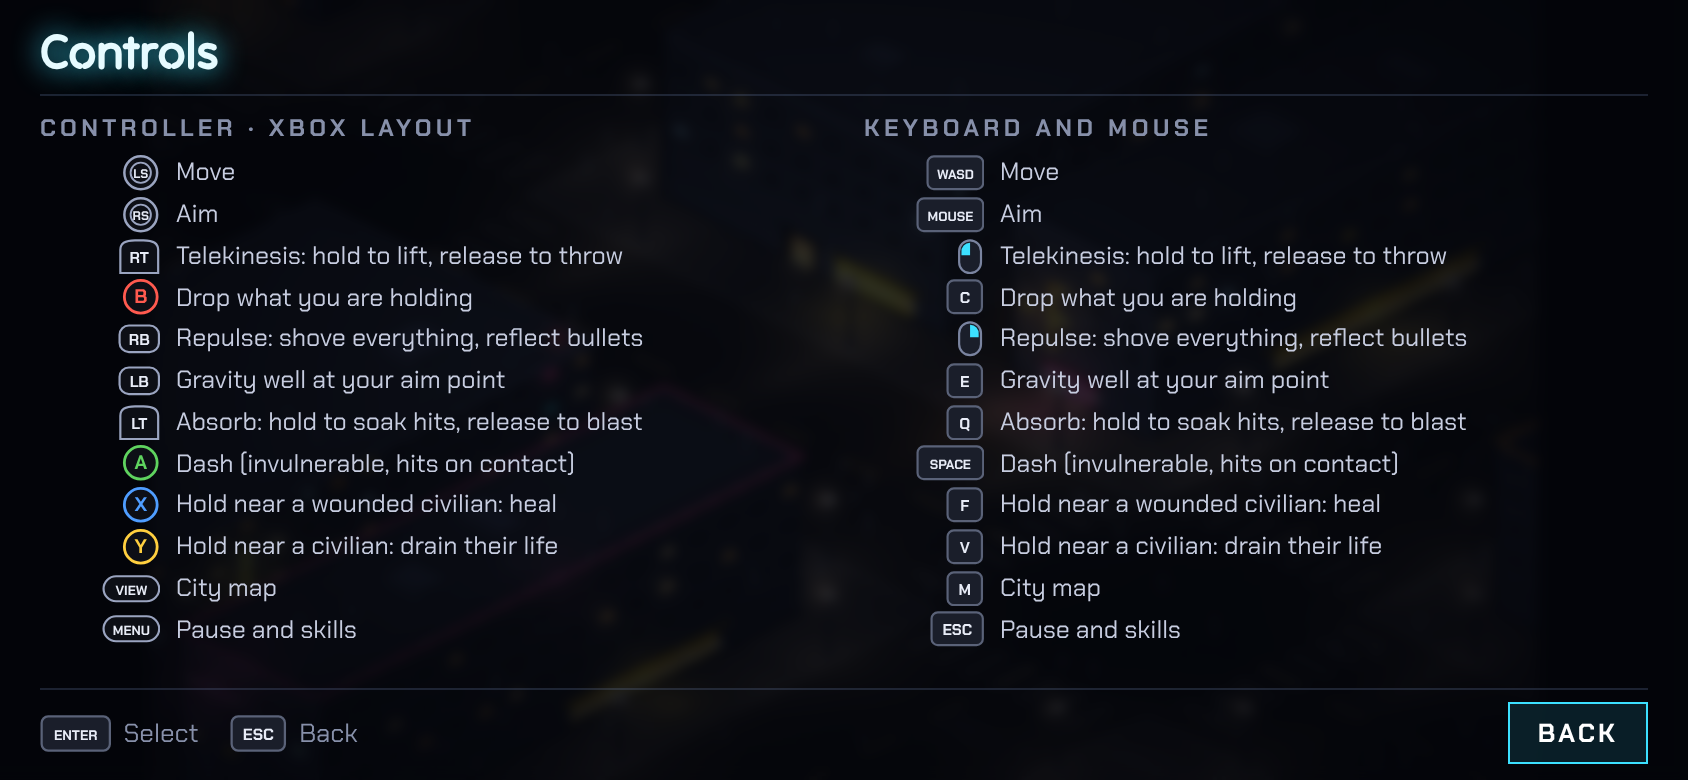 Controls
CONTROLLER · XBOX LAYOUT
LS Move
RS Aim
RT Telekinesis: hold to lift, release to throw
B Drop what you are holding
RB Repulse: shove everything, reflect bullets
LB Gravity well at your aim point
LT Absorb: hold to soak hits, release to blast
A Dash (invulnerable, hits on contact)
X Hold near a wounded civilian: heal
Y Hold near a civilian: drain their life
VIEW City map
MENU Pause and skills
KEYBOARD AND MOUSE
WASD Move
MOUSE Aim
Telekinesis: hold to lift, release to throw
C Drop what you are holding
Repulse: shove everything, reflect bullets
E Gravity well at your aim point
Q Absorb: hold to soak hits, release to blast
SPACE Dash (invulnerable, hits on contact)
F Hold near a wounded civilian: heal
V Hold near a civilian: drain their life
M City map
ESC Pause and skills
ENTER Select ESC Back
BACK